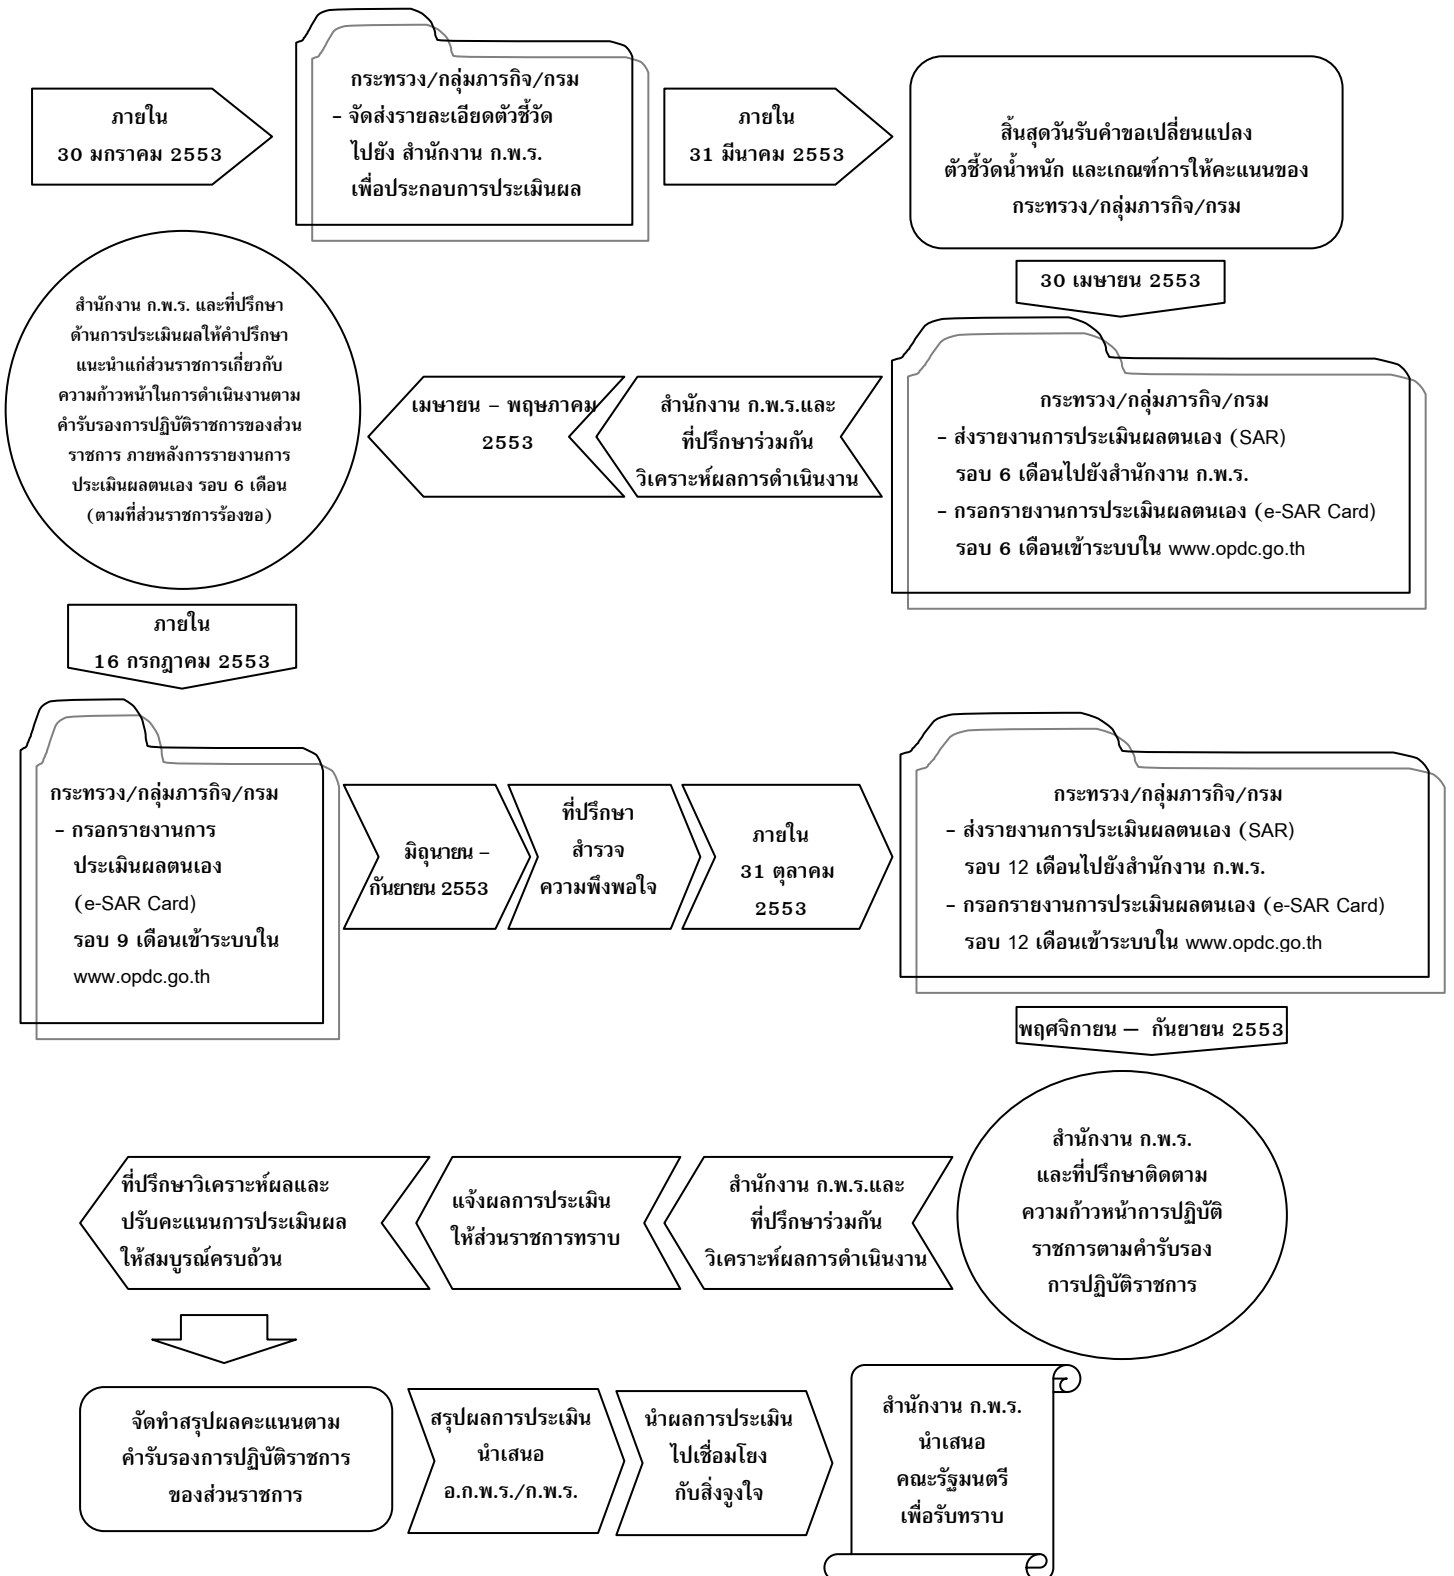 ภายใน
30 มกราคม 2553
กระทรวง/กลุ่มภารกิจ/กรม
- จัดส่งรายละเอียดตัวชี้วัด
ไปยัง สำนักงาน ก.พ.ร.
เพื่อประกอบการประเมินผล
ภายใน
31 มีนาคม 2553
สิ้นสุดวันรับคำขอเปลี่ยนแปลง
ตัวชี้วัดน้ำหนัก และเกณฑ์การให้คะแนนของ
กระทรวง/กลุ่มภารกิจ/กรม
30 เมษายน 2553
กระทรวง/กลุ่มภารกิจ/กรม
- ส่งรายงานการประเมินผลตนเอง (SAR)
รอบ 6 เดือนไปยังสำนักงาน ก.พ.ร.
- กรอกรายงานการประเมินผลตนเอง (e-SAR Card)
รอบ 6 เดือนเข้าระบบใน www.opdc.go.th
สำนักงาน ก.พ.ร.และ
ที่ปรึกษาร่วมกัน
วิเคราะห์ผลการดำเนินงาน
เมษายน – พฤษภาคม
2553
สำนักงาน ก.พ.ร. และที่ปรึกษา
ด้านการประเมินผลให้คำปรึกษา
แนะนำแก่ส่วนราชการเกี่ยวกับ
ความก้าวหน้าในการดำเนินงานตาม
คำรับรองการปฏิบัติราชการของส่วน
ราชการ ภายหลังการรายงานการ
ประเมินผลตนเอง รอบ 6 เดือน
(ตามที่ส่วนราชการร้องขอ)
ภายใน
16 กรกฎาคม 2553
กระทรวง/กลุ่มภารกิจ/กรม
- กรอกรายงานการ
ประเมินผลตนเอง
(e-SAR Card)
รอบ 9 เดือนเข้าระบบใน
www.opdc.go.th
มิถุนายน –
กันยายน 2553
ที่ปรึกษา
สำรวจ
ความพึงพอใจ
ภายใน
31 ตุลาคม
2553
กระทรวง/กลุ่มภารกิจ/กรม
- ส่งรายงานการประเมินผลตนเอง (SAR)
รอบ 12 เดือนไปยังสำนักงาน ก.พ.ร.
- กรอกรายงานการประเมินผลตนเอง (e-SAR Card)
รอบ 12 เดือนเข้าระบบใน www.opdc.go.th
พฤศจิกายน – กันยายน 2553
สำนักงาน ก.พ.ร.
และที่ปรึกษาติดตาม
ความก้าวหน้าการปฏิบัติ
ราชการตามคำรับรอง
การปฏิบัติราชการ
สำนักงาน ก.พ.ร.และ
ที่ปรึกษาร่วมกัน
วิเคราะห์ผลการดำเนินงาน
แจ้งผลการประเมิน
ให้ส่วนราชการทราบ
ที่ปรึกษาวิเคราะห์ผลและ
ปรับคะแนนการประเมินผล
ให้สมบูรณ์ครบถ้วน
จัดทำสรุปผลคะแนนตาม
คำรับรองการปฏิบัติราชการ
ของส่วนราชการ
สรุปผลการประเมิน
นำเสนอ
อ.ก.พ.ร./ก.พ.ร.
นำผลการประเมิน
ไปเชื่อมโยง
กับสิ่งจูงใจ
สำนักงาน ก.พ.ร.
นำเสนอ
คณะรัฐมนตรี
เพื่อรับทราบ